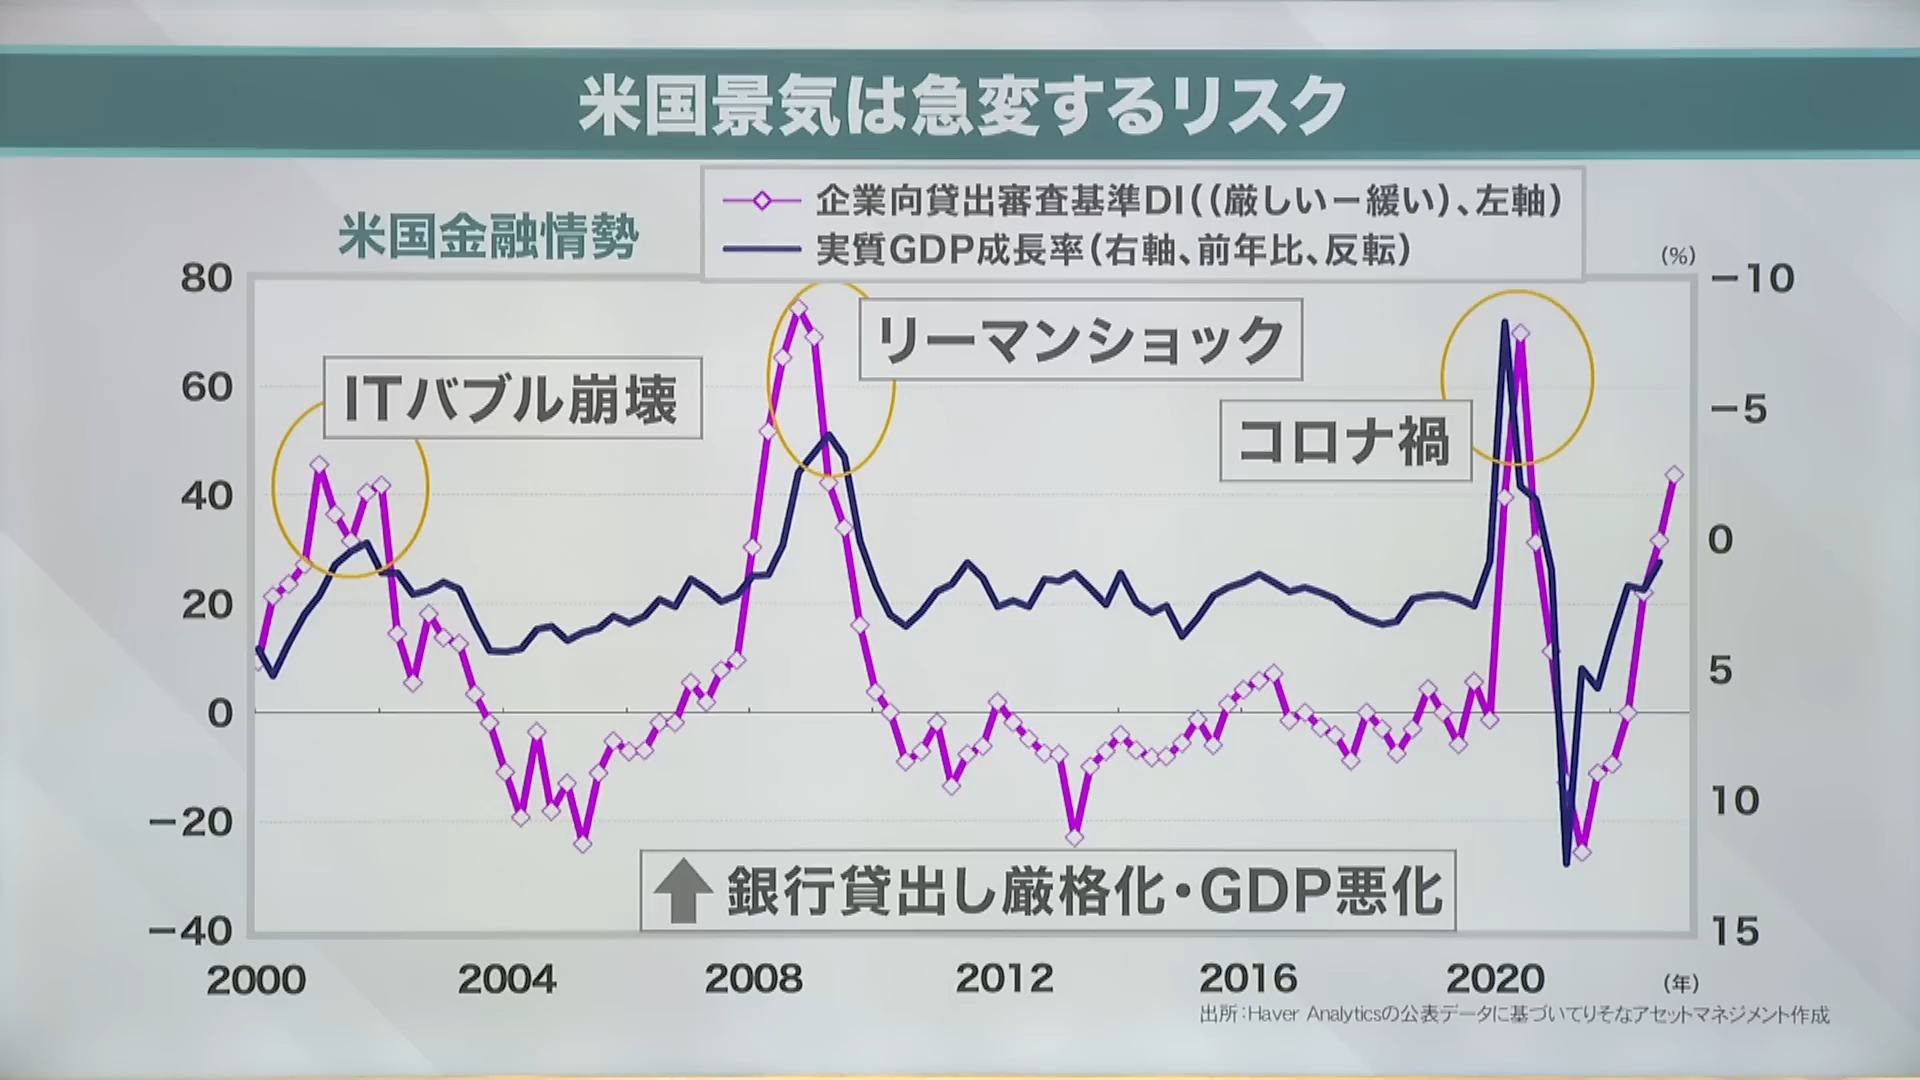 米国景気は急変するリスク
米国金融情勢
企業向貸出審査基準DI((厳しい－緩い)、左軸)
実質GDP成長率(右軸、前年比、反転)
(%)
80
60
40
20
0
−20
−40
−10
−5
0
5
10
15
ITバブル崩壊
リーマンショック
コロナ禍
銀行貸出し厳格化・GDP悪化
2000 2004 2008 2012 2016 2020 (年)
出所：Haver Analyticsの公表データに基づいてりそなアセットマネジメント作成